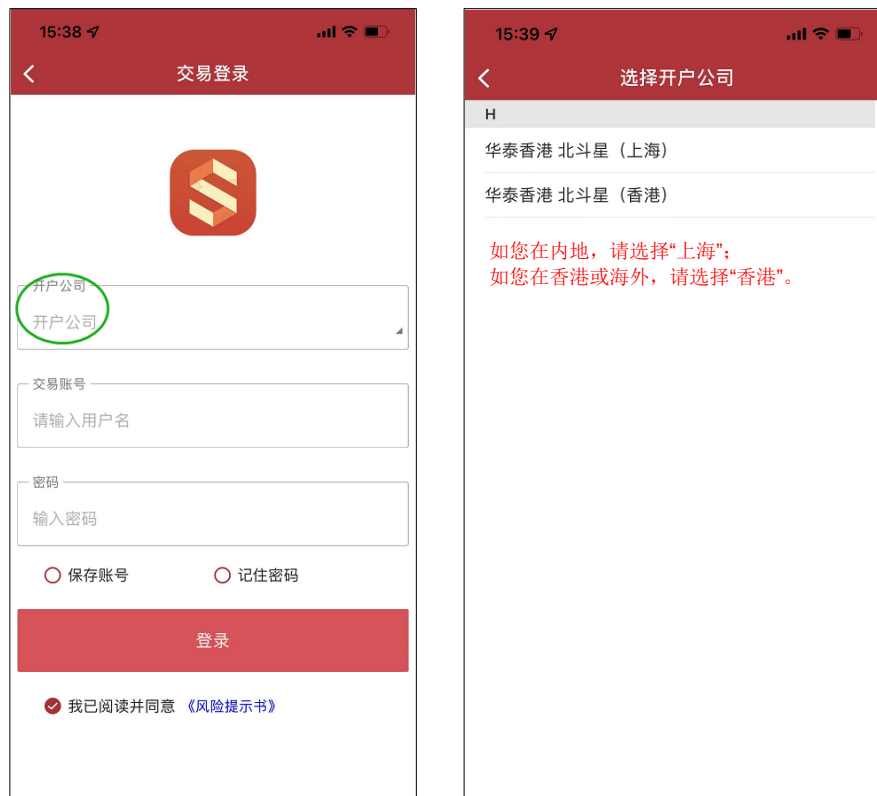 15:38
交易登录
开户公司
开户公司
交易账号
请输入用户名
密码
输入密码
保存账号
记住密码
登录
我已阅读并同意 《风险提示书》
15:39
选择开户公司
H
华泰香港 北斗星（上海）
华泰香港 北斗星（香港）
如您在内地，请选择“上海”；
如您在香港或海外，请选择“香港”。